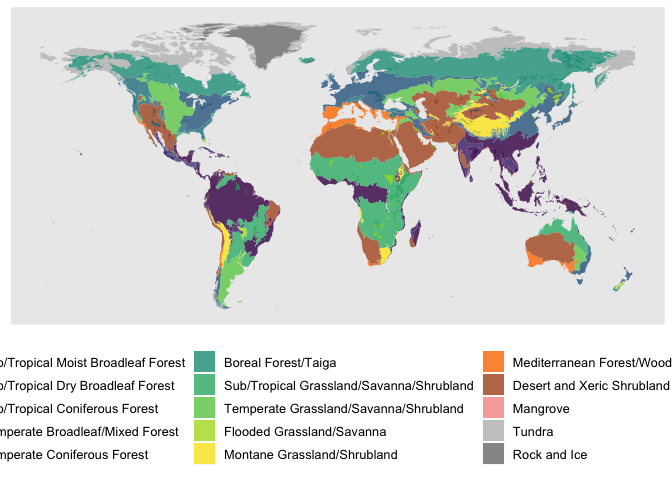 b/Tropical Moist Broadleaf Forest
b/Tropical Dry Broadleaf Forest
b/Tropical Coniferous Forest
mperate Broadleaf/Mixed Forest
mperate Coniferous Forest
Boreal Forest/Taiga
Sub/Tropical Grassland/Savanna/Shrubland
Temperate Grassland/Savanna/Shrubland
Flooded Grassland/Savanna
Montane Grassland/Shrubland
Mediterranean Forest/Wood
Desert and Xeric Shrubland
Mangrove
Tundra
Rock and Ice